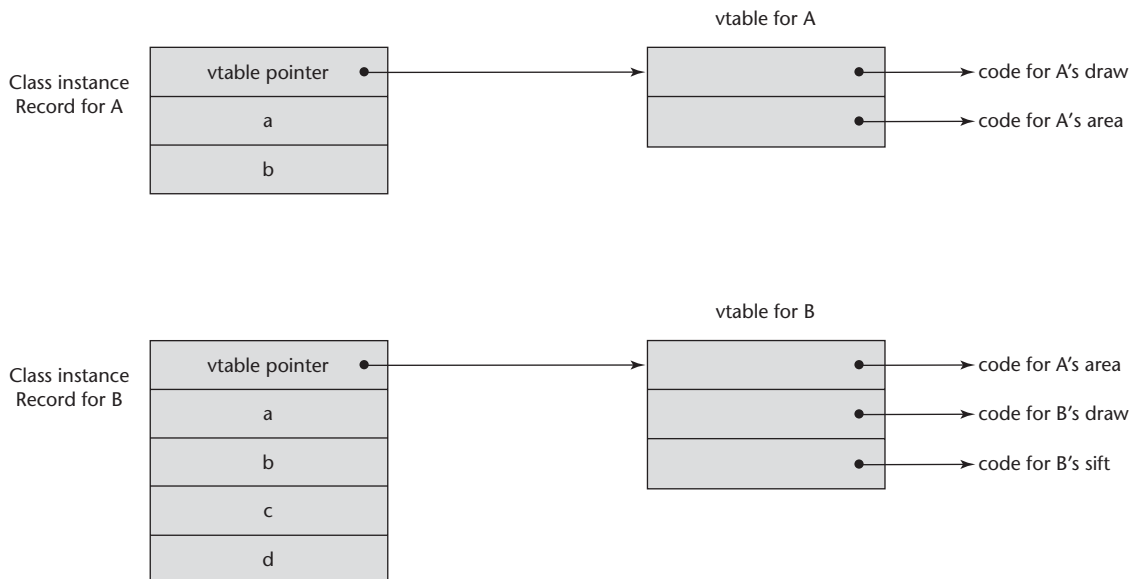 vtable for A
Class instance
Record for A
vtable pointer
a
b
code for A's draw
code for A's area
vtable for B
Class instance
Record for B
vtable pointer
a
b
c
d
code for A's area
code for B's draw
code for B's sift